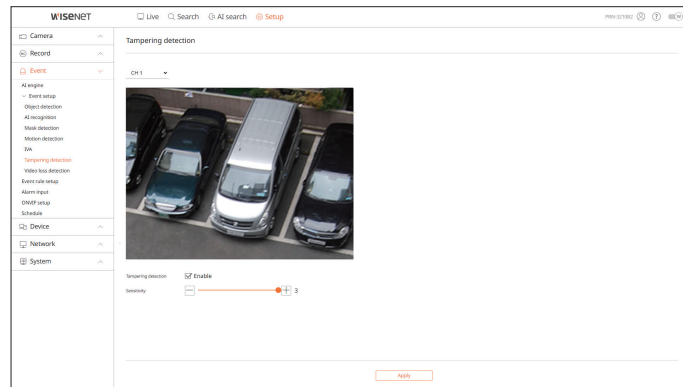 WISENET
Live Search AI search Setup
PRN-3210B2
Camera
Record
Event
AI engine
Event setup
Object detection
AI recognition
Mask detection
Motion detection
IVA
Tampering detection
Video loss detection
Event rule setup
Alarm input
ONVIF setup
Schedule
Device
Network
System
Tampering detection
CH 1
Tampering detection Enable
Sensitivity 3
Apply